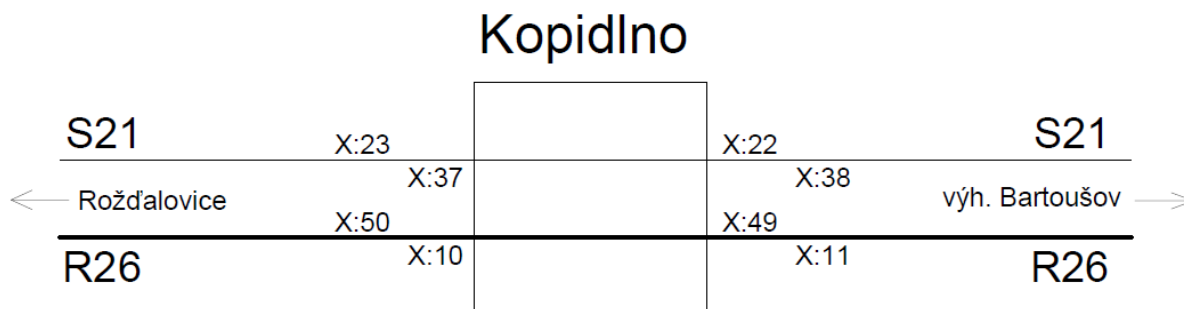 Kopidlno
S21 X:23 X:22 S21
X:37 X:38
Rožďalovice výh. Bartoušov
X:50 X:49
R26 X:10 X:11 R26